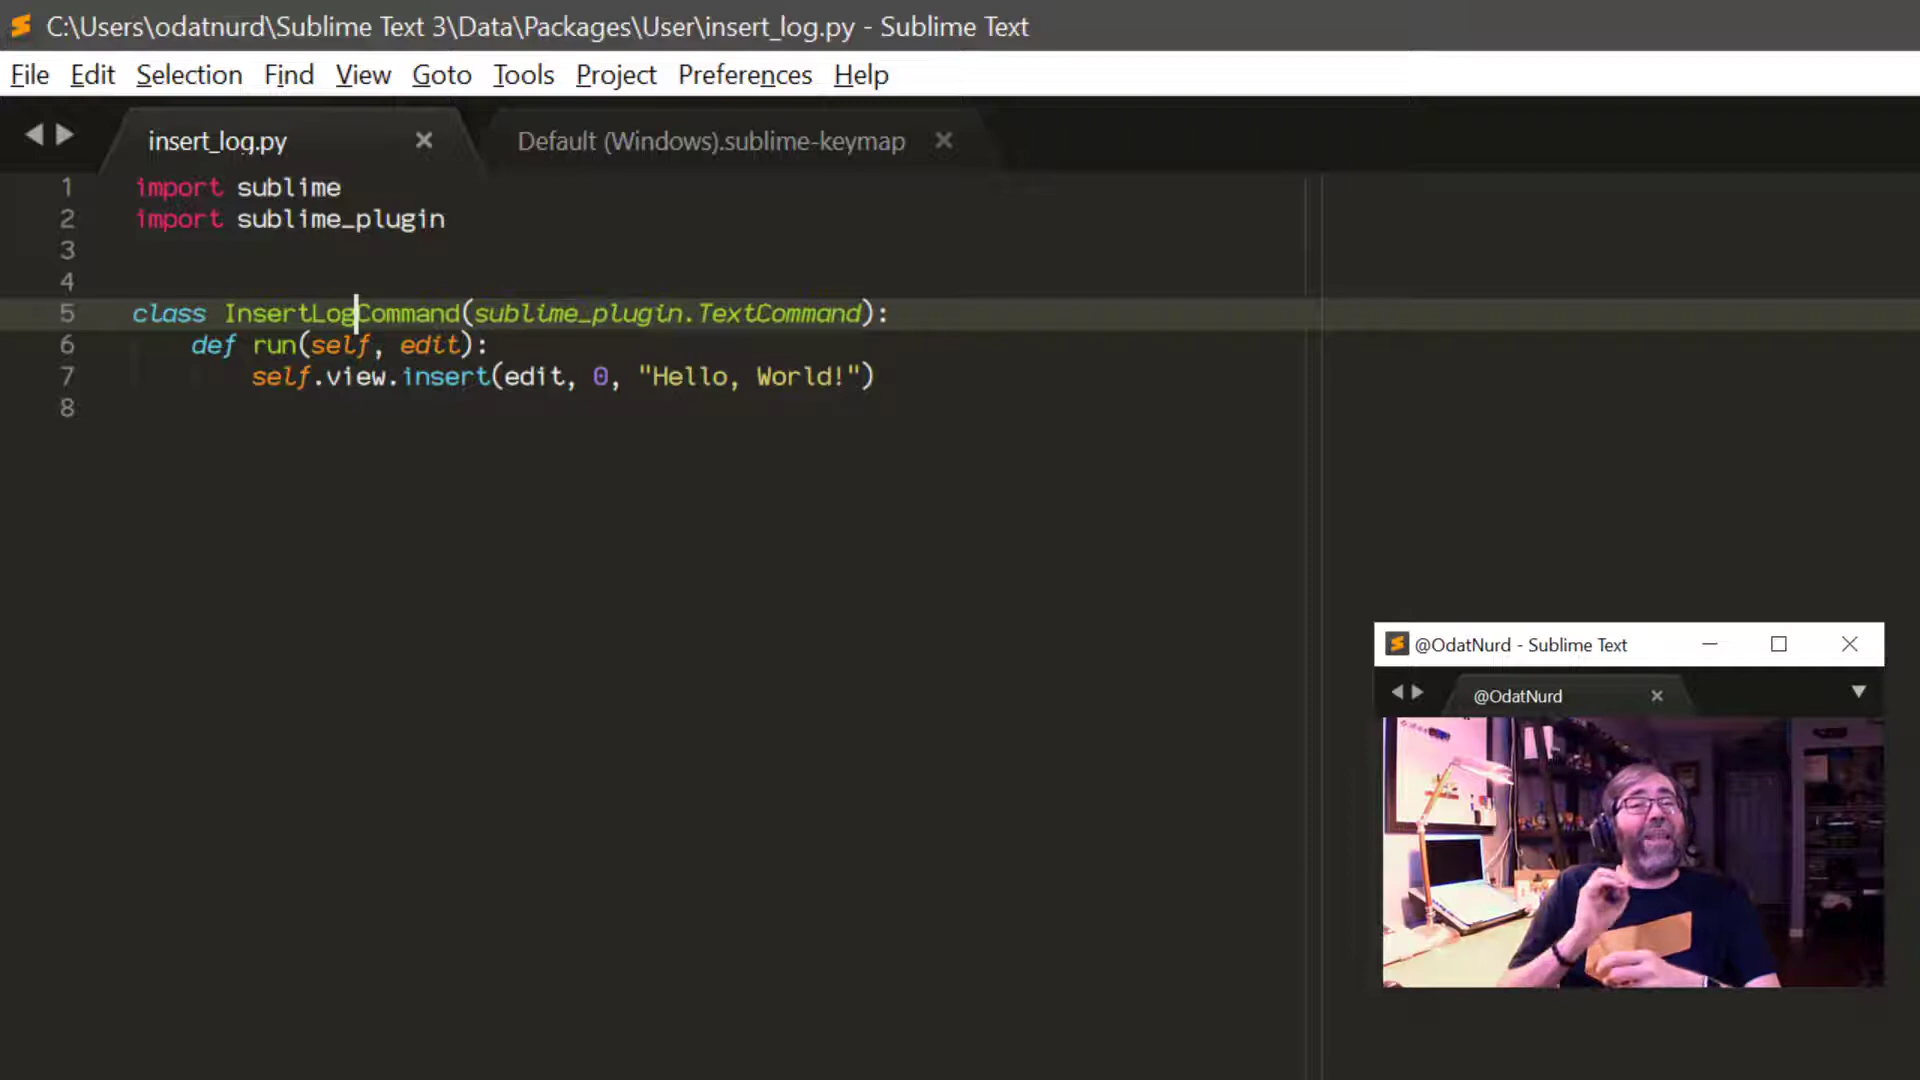 C:\Users\odatnurd\Sublime Text 3\Data\Packages\User\insert_log.py - Sublime Text
File Edit Selection Find View Goto Tools Project Preferences Help
insert_log.py Default (Windows).sublime-keymap
1 import sublime
2 import sublime_plugin
3
4
5 class InsertLogCommand(sublime_plugin.TextCommand):
6 def run(self, edit):
7 self.view.insert(edit, 0, "Hello, World!")
8
@OdatNurd - Sublime Text
@OdatNurd